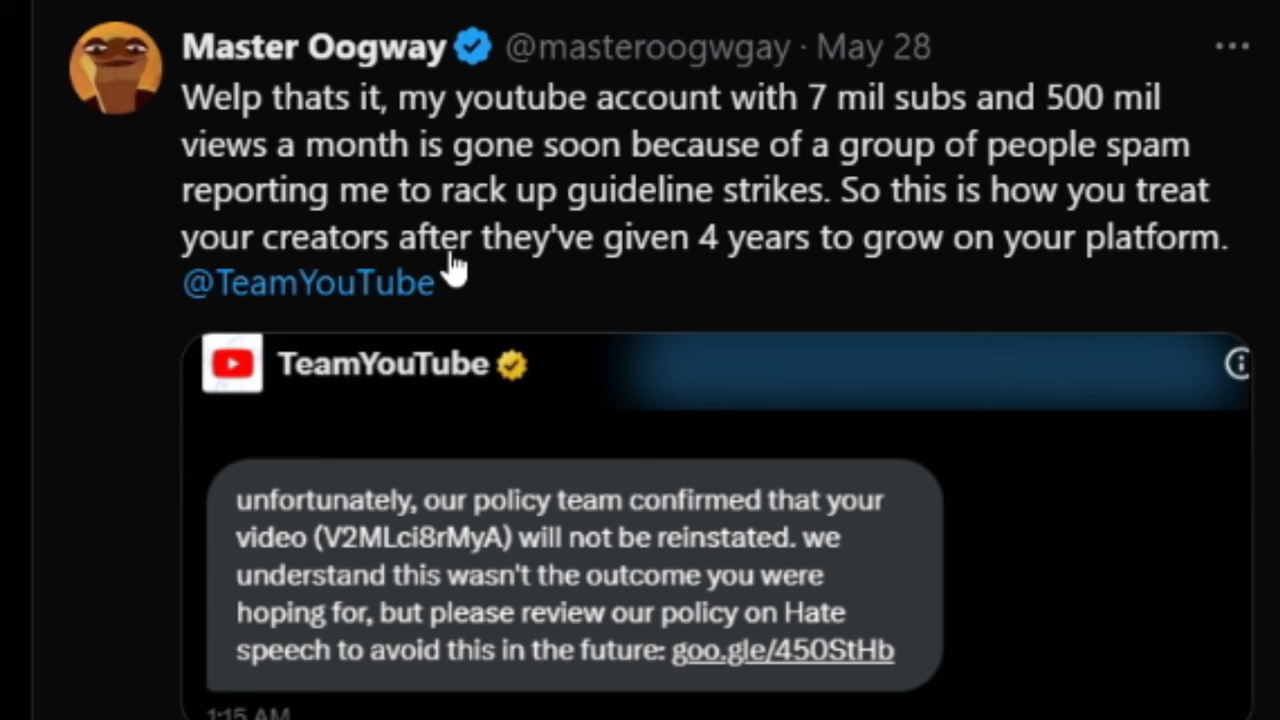 Master Oogway @masteroogwgay · May 28
Welp thats it, my youtube account with 7 mil subs and 500 mil
views a month is gone soon because of a group of people spam
reporting me to rack up guideline strikes. So this is how you treat
your creators after they've given 4 years to grow on your platform.
@TeamYouTube
TeamYouTube
unfortunately, our policy team confirmed that your
video (V2MLci8rMyA) will not be reinstated. we
understand this wasn't the outcome you were
hoping for, but please review our policy on Hate
speech to avoid this in the future: goo.gle/450StHb
1:15 AM